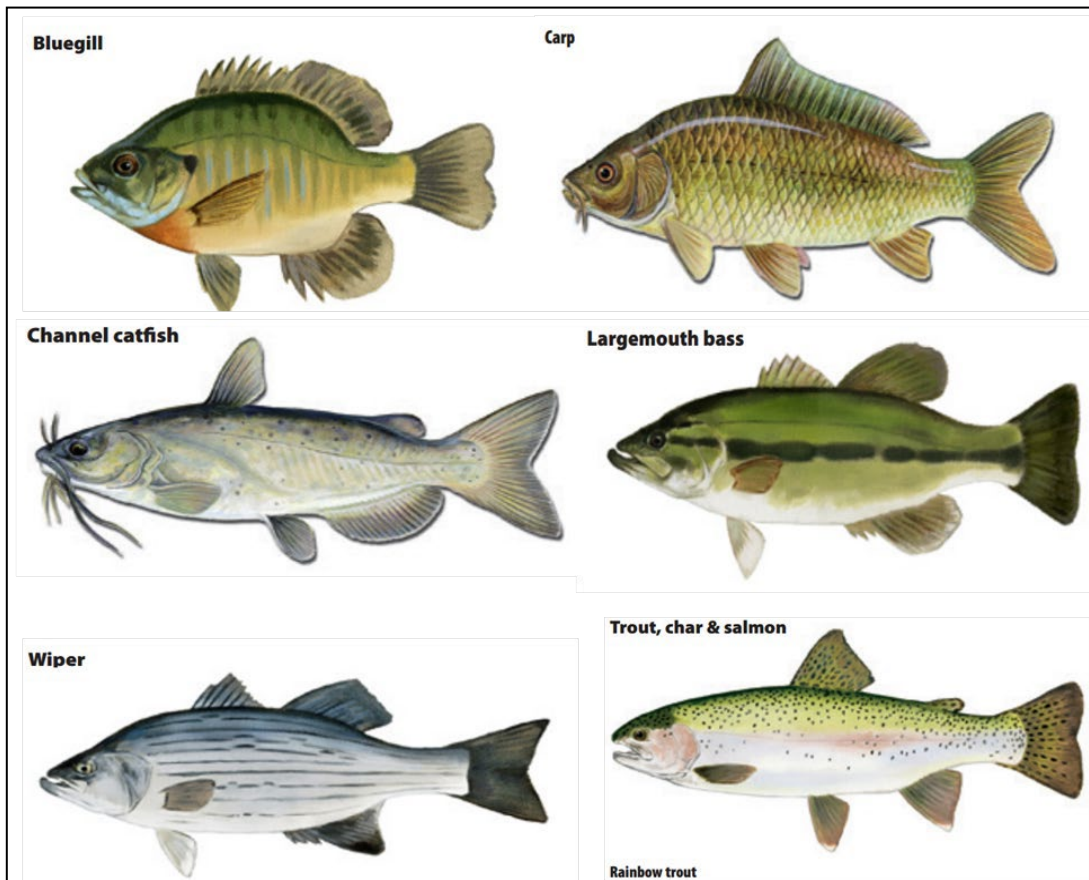 Bluegill
Carp
Channel catfish
Largemouth bass
Wiper
Trout, char & salmon
Rainbow trout